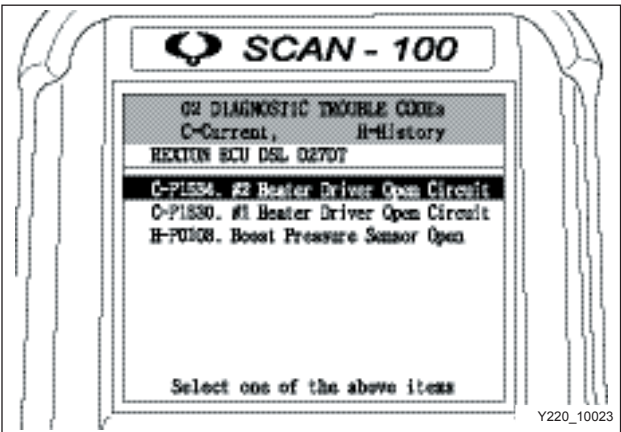 SCAN - 100
02 DIAGNOSTIC TROUBLE CODEs
C-Current, H-History
REXTON ECU DSL D27DT
C-P1534. #2 Heater Driver Open Circuit
C-P1530. #1 Heater Driver Open Circuit
H-P0108. Boost Pressure Sensor Open
Select one of the above items
Y220_10023